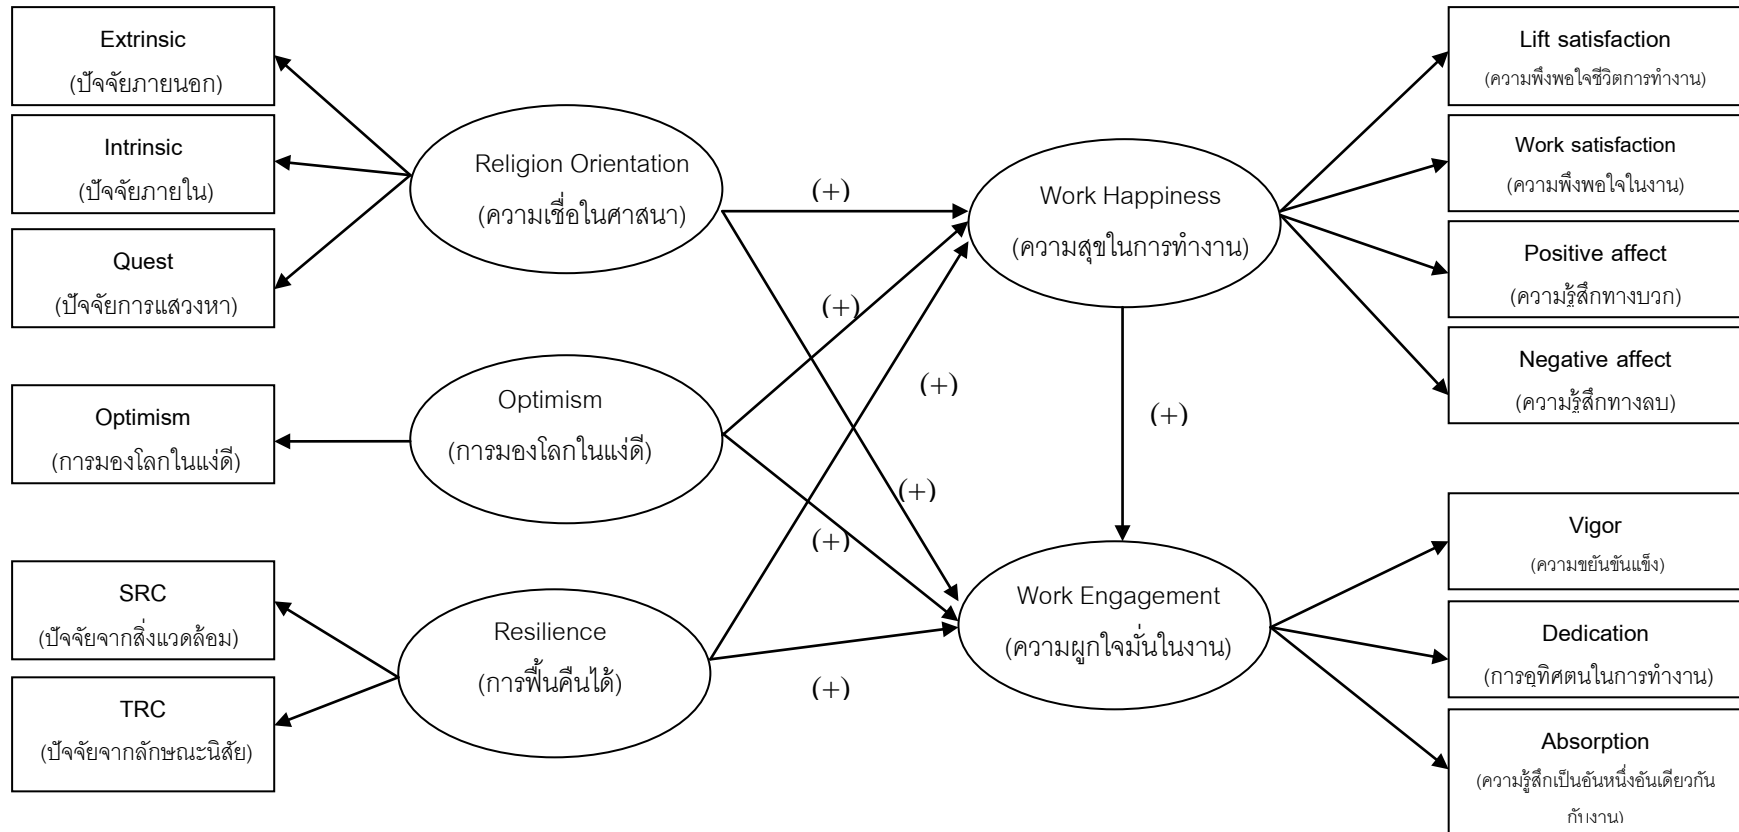 Extrinsic
(ปัจจัยภายนอก)
Intrinsic
(ปัจจัยภายใน)
Quest
(ปัจจัยการแสวงหา)
Optimism
(การมองโลกในแง่ดี)
SRC
(ปัจจัยจากสิ่งแวดล้อม)
TRC
(ปัจจัยจากลักษณะนิสัย)
Religion Orientation
(ความเชื่อในศาสนา)
Optimism
(การมองโลกในแง่ดี)
Resilience
(การฟื้นคืนได้)
(+)
(+)
(+)
(+)
(+)
(+)
(+)
Work Happiness
(ความสุขในการทำงาน)
Work Engagement
(ความผูกใจมั่นในงาน)
Lift satisfaction
(ความพึงพอใจชีวิตการทำงาน)
Work satisfaction
(ความพึงพอใจในงาน)
Positive affect
(ความรู้สึกทางบวก)
Negative affect
(ความรู้สึกทางลบ)
Vigor
(ความขยันขันแข็ง)
Dedication
(การอุทิศตนในการทำงาน)
Absorption
(ความรู้สึกเป็นอันหนึ่งอันเดียวกัน
กับงาน)